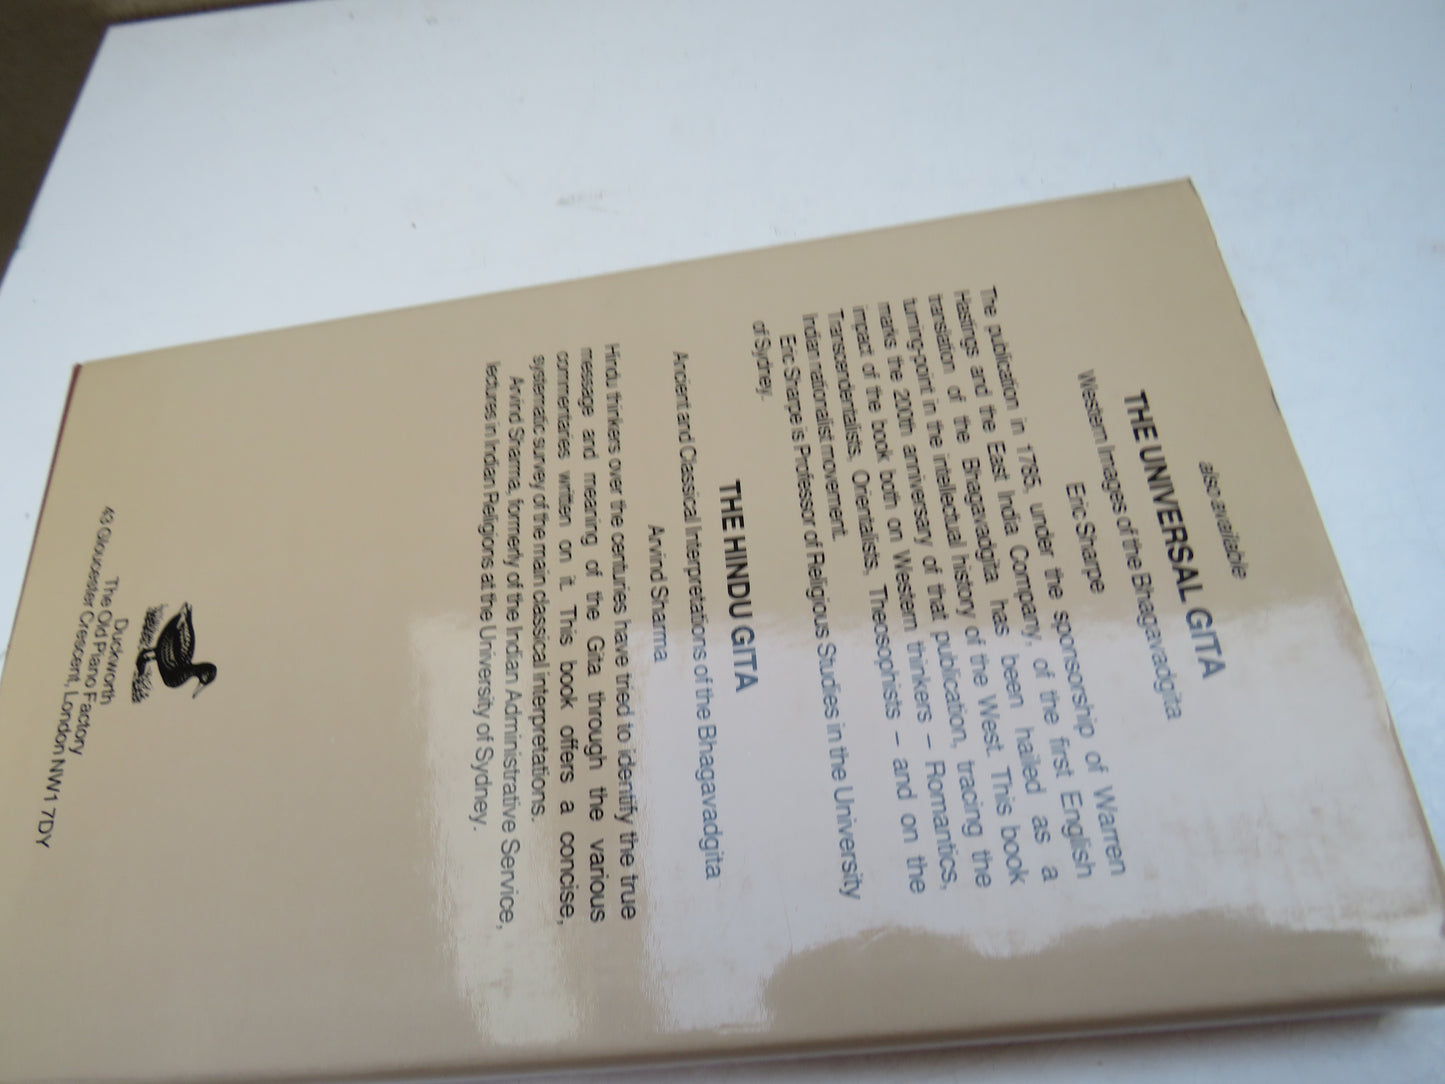 also available
THE UNIVERSAL GITA
Western Images of the Bhagavadgita
Eric Sharpe
The publication in 1785, under the sponsorship of Warren
Hastings and the East India Company, of the first English
translation of the Bhagavadgita has been hailed as a
turning-point in the intellectual history of the West. This book
marks the 200th anniversary of that publication, tracing the
impact of the book both on Western thinkers – Romantics,
Transcendentalists, Orientalists, Theosophists – and on the
Indian nationalist movement.
Eric Sharpe is Professor of Religious Studies in the University
of Sydney.
THE HINDU GITA
Ancient and Classical Interpretations of the Bhagavadgita
Arvind Sharma
Hindu thinkers over the centuries have tried to identify the true
message and meaning of the Gita through the various
commentaries written on it. This book offers a concise,
systematic survey of the main classical interpretations.
Arvind Sharma, formerly of the Indian Administrative Service,
lectures in Indian Religions at the University of Sydney.
Duckworth
The Old Piano Factory
43 Gloucester Crescent, London NW1 7DY